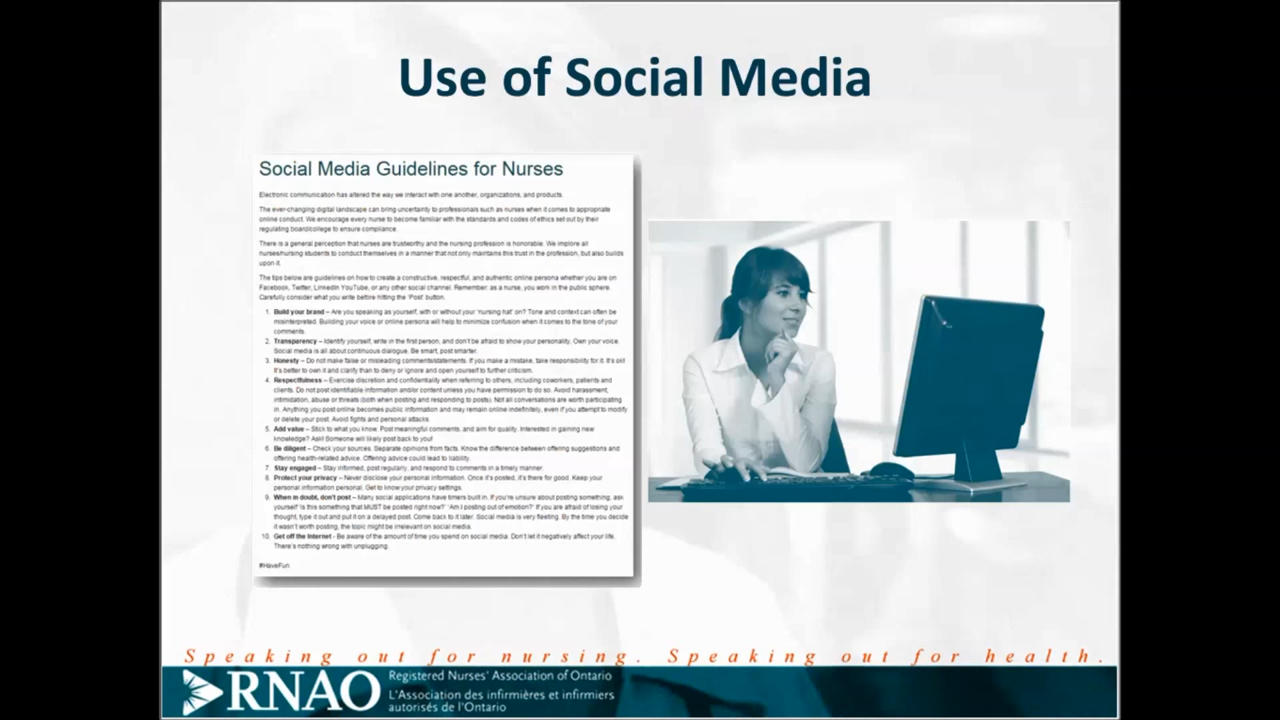 Use of Social Media
Social Media Guidelines for Nurses
Electronic communication has altered the way we interact with one another, organizations, and products.
The ever-changing digital landscape can bring uncertainty to professionals such as nurses when it comes to appropriate
online conduct. We encourage every nurse to become familiar with the standards and codes of ethics set out by their
regulating board/college to ensure compliance.
There is a general perception that nurses are trustworthy and the nursing profession is honorable. We implore all
nurses/nursing students to conduct themselves in a manner that not only maintains this trust in the profession, but also builds
upon it.
The tips below are guidelines on how to create a constructive, respectful, and authentic online persona whether you are on
Facebook, Twitter, LinkedIn YouTube, or any other social channel. Remember: as a nurse, you work in the public sphere.
Carefully consider what you write before hitting the 'Post' button.
1. Build your brand – Are you speaking as yourself, with or without your 'nursing hat' on? Tone and context can often be
misinterpreted. Building your voice or online persona will help to minimize confusion when it comes to the tone of your
comments.
2. Transparency – Identify yourself, write in the first person, and don't be afraid to show your personality. Own your voice.
Social media is all about continuous dialogue. Be smart, post smarter.
3. Honesty – Do not make false or misleading comments/statements. If you make a mistake, take responsibility for it. It's ok!
It's better to own it and clarify than to deny or ignore and open yourself to further criticism.
4. Respectfulness – Exercise discretion and confidentiality when referring to others, including coworkers, patients and
clients. Do not post identifiable information and/or content unless you have permission to do so. Avoid harassment,
intimidation, abuse or threats (both when posting and responding to posts). Not all conversations are worth participating
in. Anything you post online becomes public information and may remain online indefinitely, even if you attempt to modify
or delete your post. Avoid fights and personal attacks.
5. Add value – Stick to what you know. Post meaningful comments, and aim for quality. Interested in gaining new
knowledge? Ask! Someone will likely post back to you!
6. Be diligent – Check your sources. Separate opinions from facts. Know the difference between offering suggestions and
offering health-related advice. Offering advice could lead to liability.
7. Stay engaged – Stay informed, post regularly, and respond to comments in a timely manner.
8. Protect your privacy – Never disclose your personal information. Once it's posted, it's there for good. Keep your
personal information personal. Get to know your privacy settings.
9. When in doubt, don't post – Many social applications have timers built in. If you're unsure about posting something, ask
yourself 'Is this something that MUST be posted right now?' 'Am I posting out of emotion?' If you are afraid of losing your
thought, type it out and put it on a delayed post. Come back to it later. Social media is very fleeting. By the time you decide
it wasn't worth posting, the topic might be irrelevant on social media.
10. Get off the Internet - Be aware of the amount of time you spend on social media. Don't let it negatively affect your life.
There's nothing wrong with unplugging.
#HaveFun
Speaking out for nursing. Speaking out for health.
RNAO
Registered Nurses' Association of Ontario
L'Association des infirmières et infirmiers
autorisés de l'Ontario